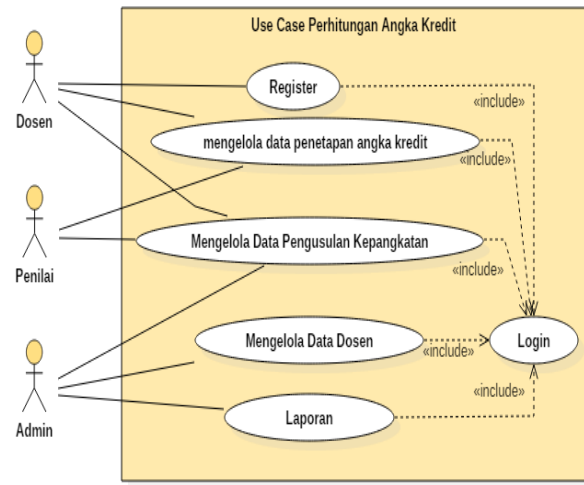 Use Case Perhitungan Angka Kredit
Register
«include»
Dosen
mengelola data penetapan angka kredit
«include»
Mengelola Data Pengusulan Kepangkatan
Penilai
«include»
Mengelola Data Dosen
Login
«include»
«include»
Laporan
Admin